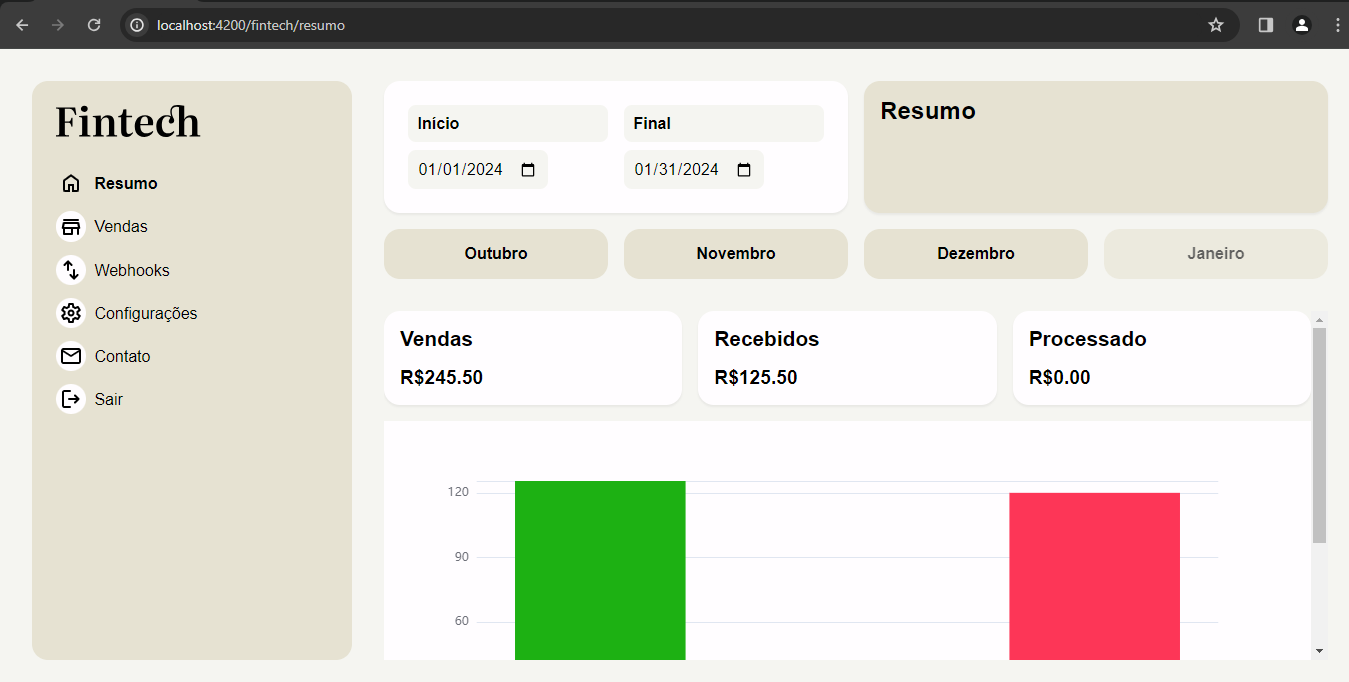 localhost:4200/fintech/resumo
Fintech
Resumo
Vendas
Webhooks
Configurações
Contato
Sair
Início
Final
01/01/2024
01/31/2024
Resumo
Outubro
Novembro
Dezembro
Janeiro
Vendas
R$245.50
Recebidos
R$125.50
Processado
R$0.00
120
90
60